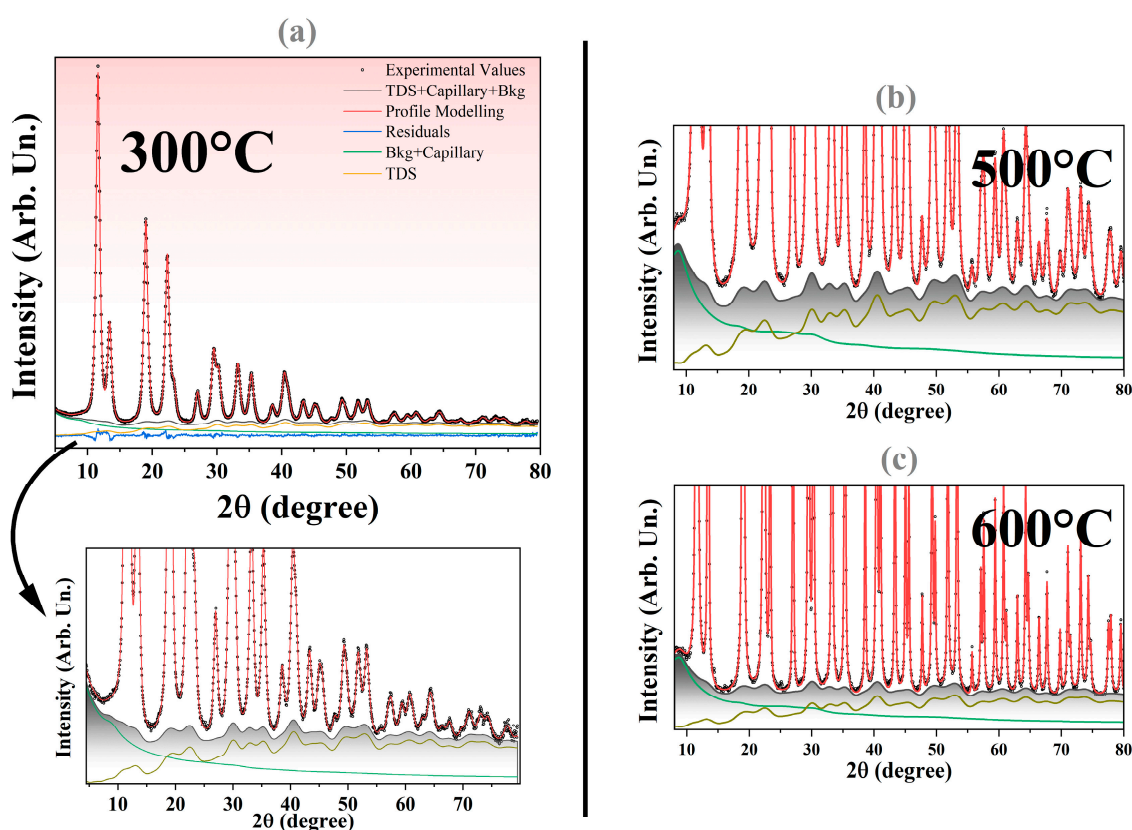 (a)
Experimental Values
TDS+Capillary+Bkg
Profile Modelling
Residuals
Bkg+Capillary
TDS
300°C
Intensity (Arb. Un.)
10 20 30 40 50 60 70 80
2θ (degree)
Intensity (Arb. Un.)
10 20 30 40 50 60 70
2θ (degree)
(b)
500°C
Intensity (Arb. Un.)
10 20 30 40 50 60 70 80
2θ (degree)
(c)
600°C
Intensity (Arb. Un.)
10 20 30 40 50 60 70 80
2θ (degree)